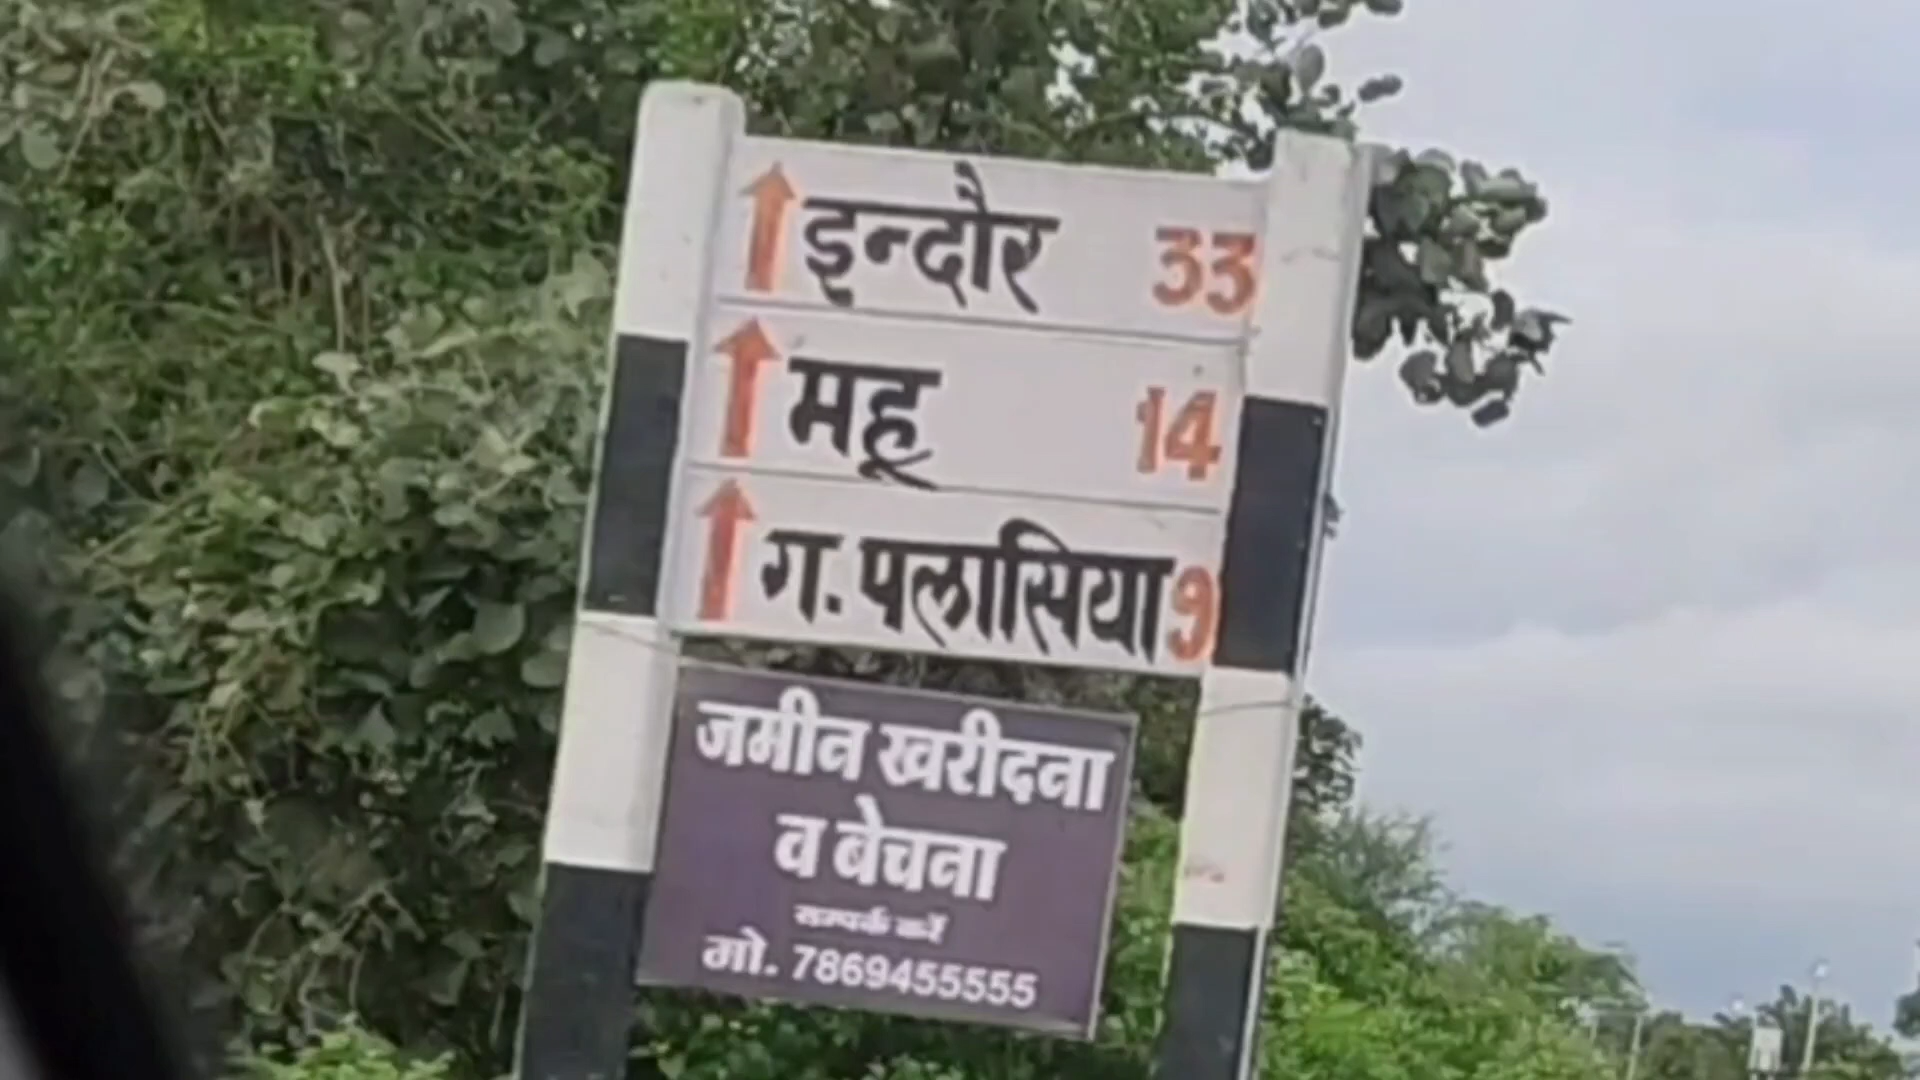 इन्दौर 33
महू 14
ग. पलासिया 9
जमीन खरीदना
व बेचना
सम्पर्क करें
मो. 7869455555